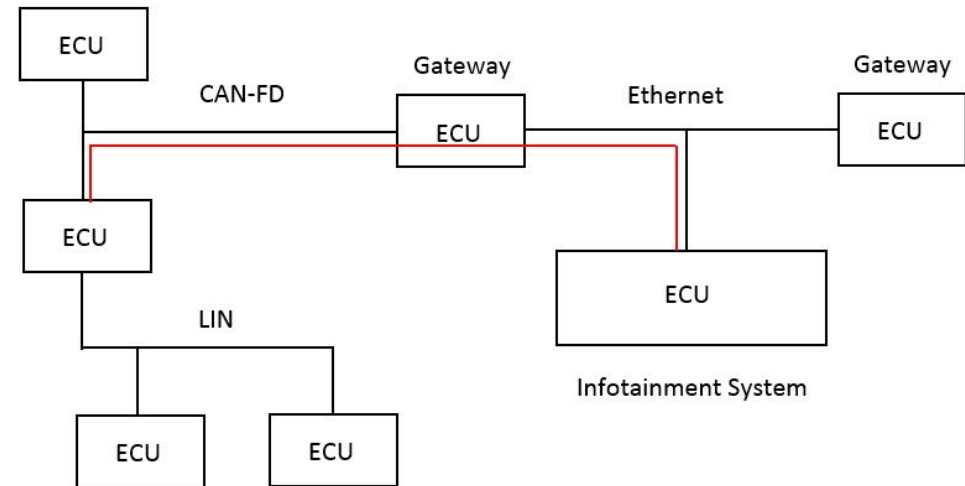 ECU
CAN-FD
Gateway
ECU
Ethernet
Gateway
ECU
ECU
ECU
Infotainment System
LIN
ECU
ECU